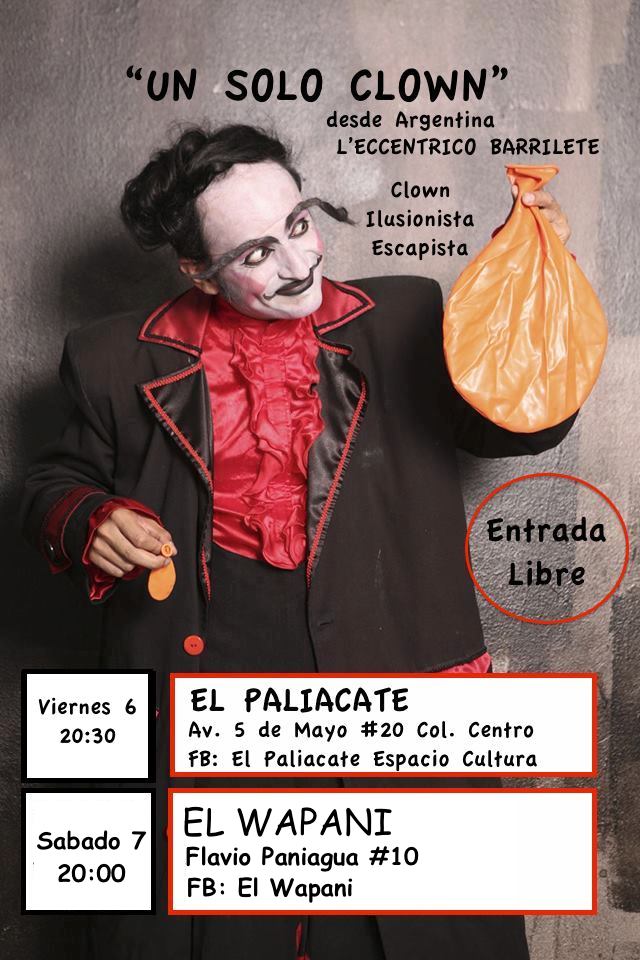 “UN SOLO CLOWN”
desde Argentina
L'ECCENTRICO BARRILETE
Clown
Ilusionista
Escapista
Entrada
Libre
Viernes 6
20:30
EL PALIACATE
Av. 5 de Mayo #20 Col. Centro
FB: El Paliacate Espacio Cultura
Sabado 7
20:00
EL WAPANI
Flavio Paniagua #10
FB: El Wapani